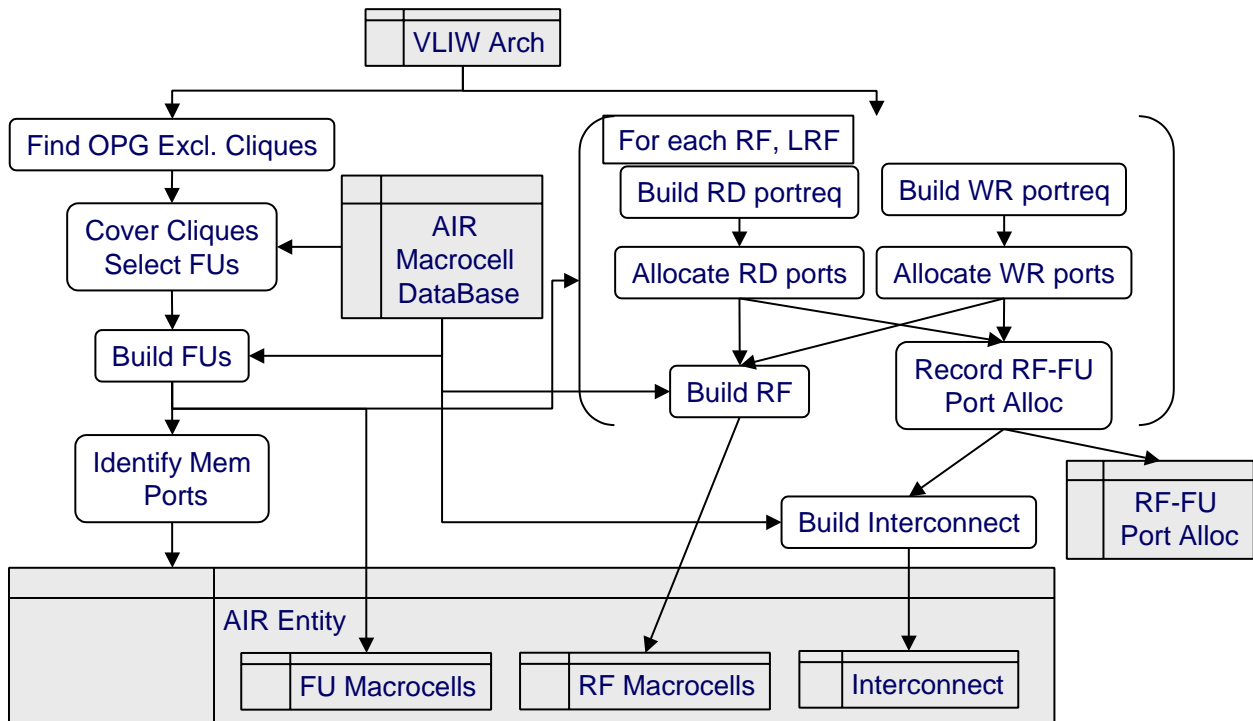 VLIW Arch
Find OPG Excl. Cliques
For each RF, LRF
Build RD portreq
Build WR portreq
Cover Cliques
Select FUs
AIR
Macrocell
DataBase
Allocate RD ports
Allocate WR ports
Build FUs
Build RF
Record RF-FU
Port Alloc
Identify Mem
Ports
Build Interconnect
RF-FU
Port Alloc
AIR Entity
FU Macrocells
RF Macrocells
Interconnect